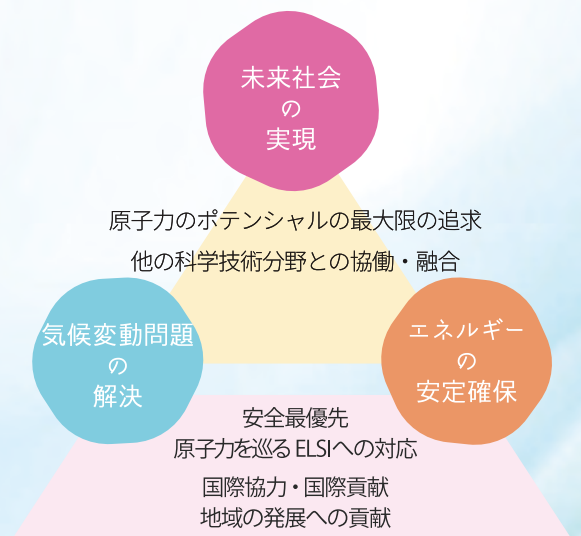 未来社会
の
実現
原子力のポテンシャルの最大限の追求
他の科学技術分野との協働・融合
気候変動問題
の
解決
エネルギー
の
安定確保
安全最優先
原子力を巡るELSIへの対応
国際協力・国際貢献
地域の発展への貢献